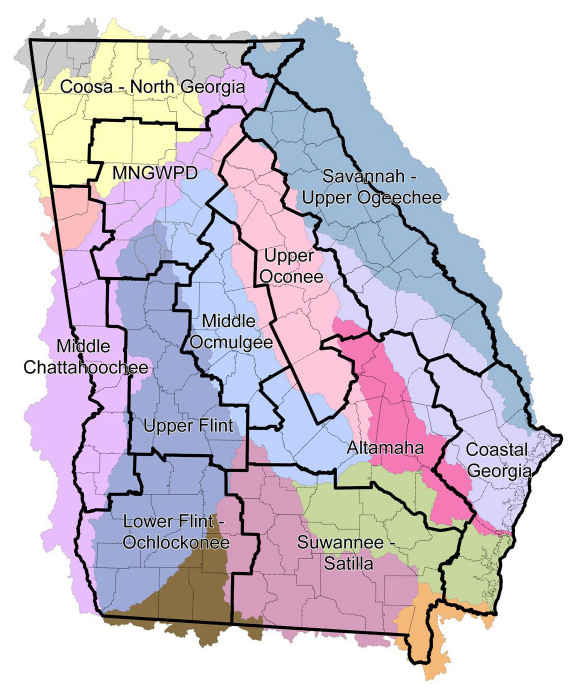 Coosa - North Georgia
MNGWPD
Savannah -
Upper Ogeechee
Upper
Oconee
Middle
Ocmulgee
Middle
Chattahoochee
Upper Flint
Altamaha
Coastal
Georgia
Lower Flint -
Ochlockonee
Suwannee -
Satilla